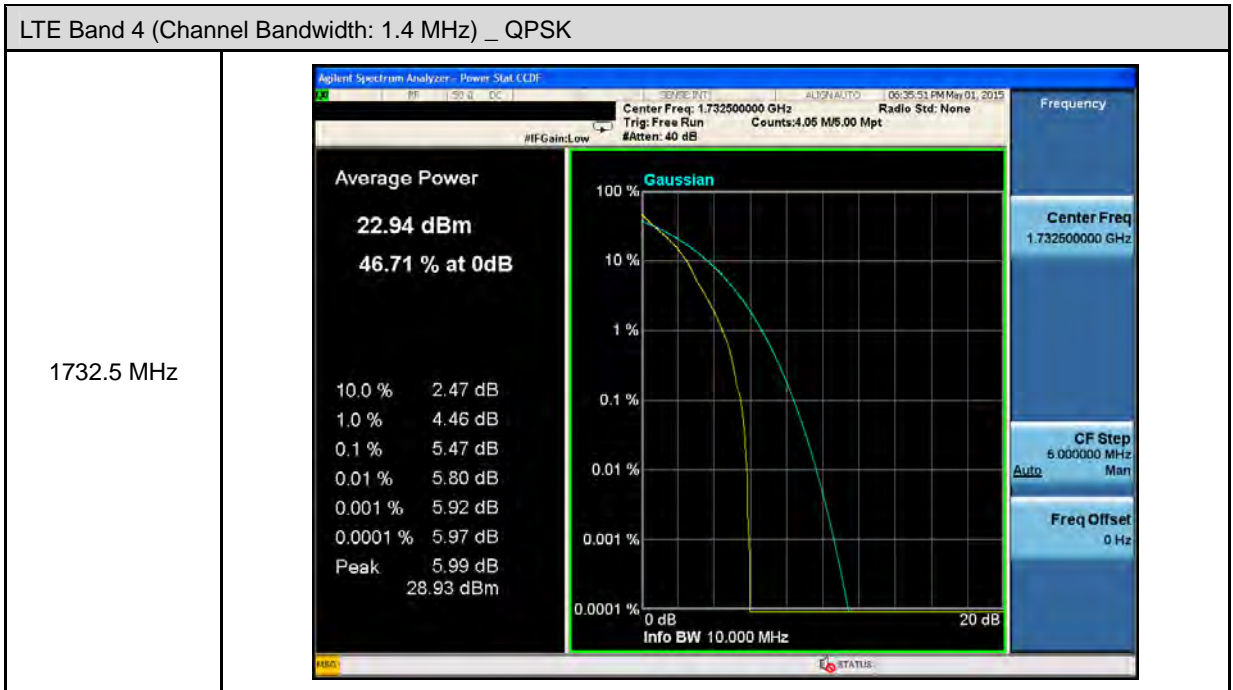 LTE Band 4 (Channel Bandwidth: 1.4 MHz) _ QPSK
1732.5 MHz
Agilent Spectrum Analyzer - Power Stat CCDF
RF 50 Ω DC SENSE:INT ALIGN AUTO 06:35:51 PM May 01, 2015
Center Freq: 1.732500000 GHz Radio Std: None
Trig: Free Run Counts:4.05 M/5.00 Mpt
#IFGain:Low #Atten: 40 dB
Frequency
Average Power
22.94 dBm
46.71 % at 0dB
10.0 % 2.47 dB
1.0 % 4.46 dB
0.1 % 5.47 dB
0.01 % 5.80 dB
0.001 % 5.92 dB
0.0001 % 5.97 dB
Peak 5.99 dB
28.93 dBm
Gaussian
100 %
10 %
1 %
0.1 %
0.01 %
0.001 %
0.0001 %
0 dB 20 dB
Info BW 10.000 MHz
Center Freq
1.732500000 GHz
CF Step
5.000000 MHz
Auto Man
Freq Offset
0 Hz
MSG STATUS